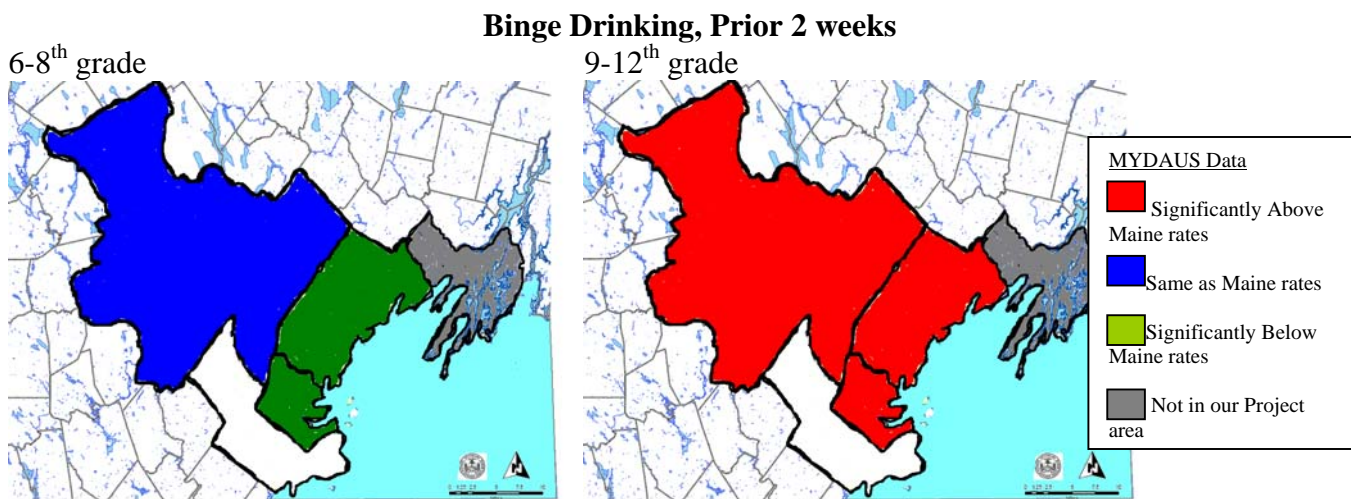 Binge Drinking, Prior 2 weeks
6-8th grade
9-12th grade
MYDAUS Data
Significantly Above
Maine rates
Same as Maine rates
Significantly Below
Maine rates
Not in our Project
area